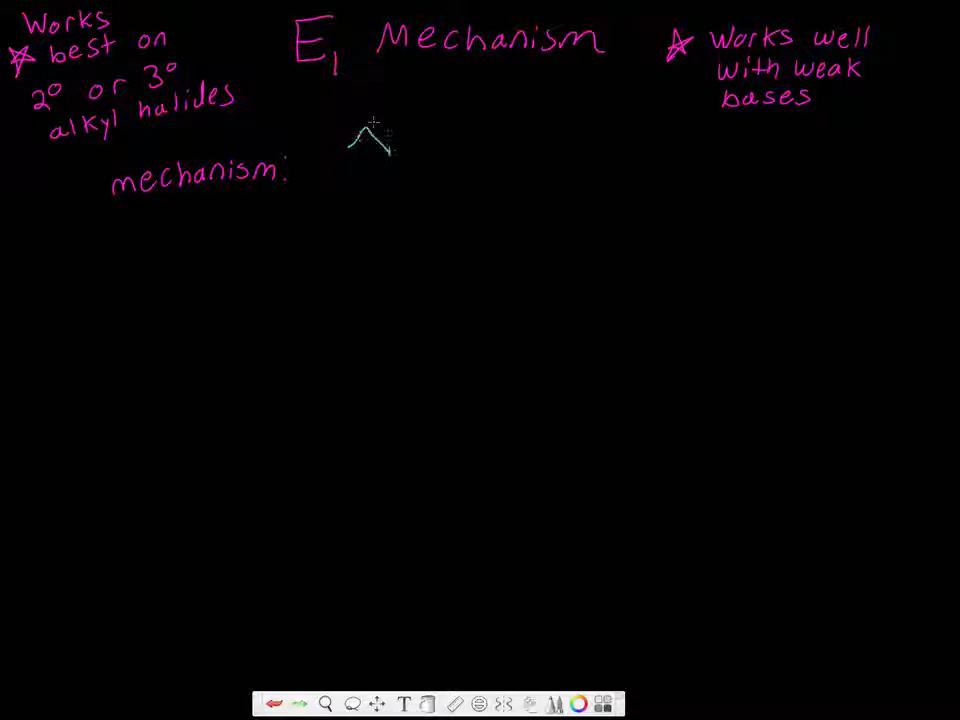 Works
best on
2° or 3°
alkyl halides
E1 Mechanism
Works well
with weak
bases
mechanism:
T